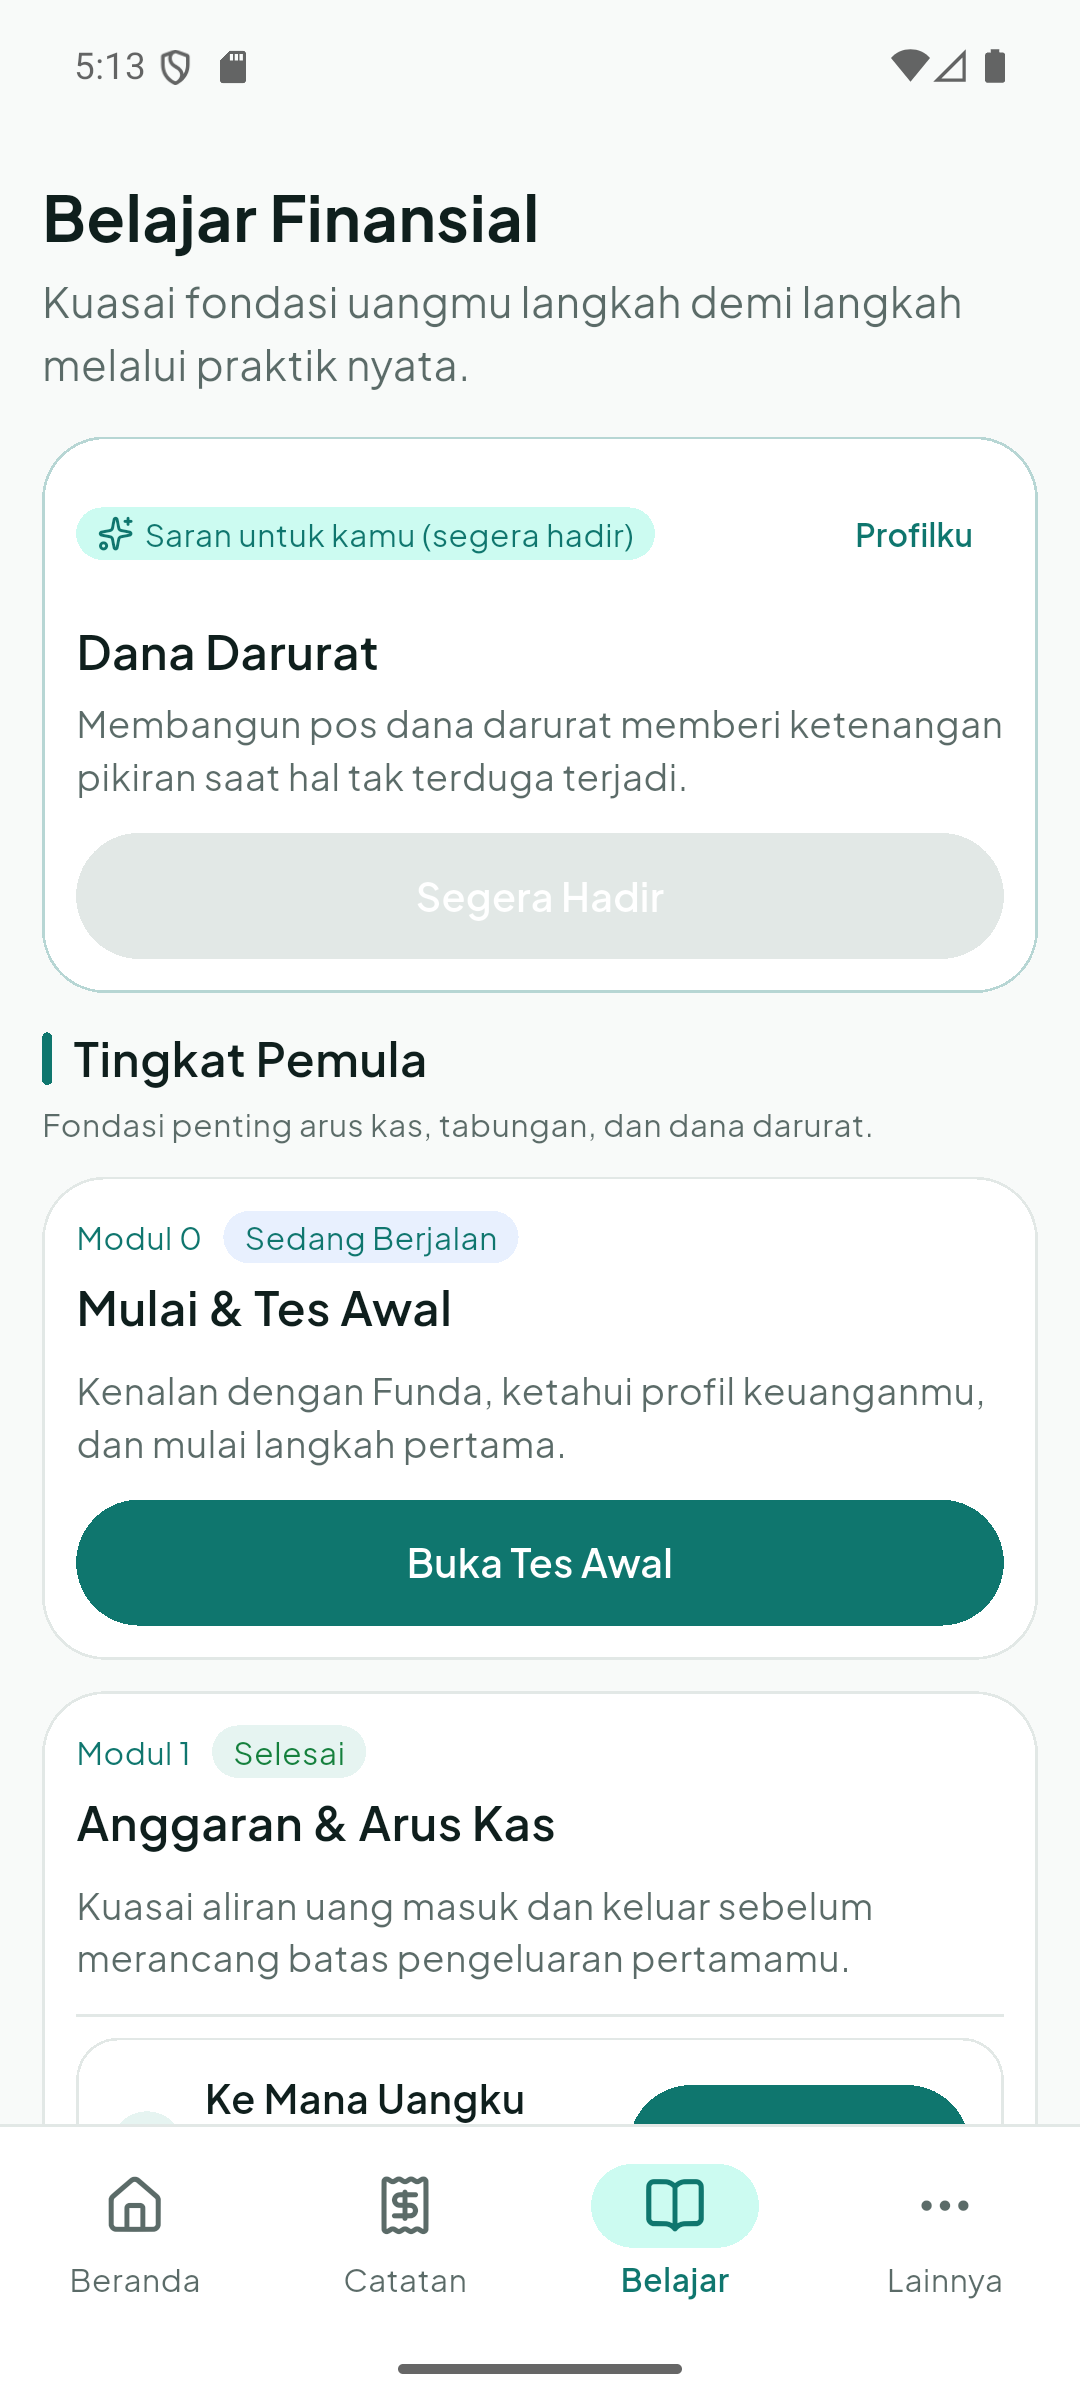 5:13
Belajar Finansial
Kuasai fondasi uangmu langkah demi langkah
melalui praktik nyata.
Saran untuk kamu (segera hadir)
Profilku
Dana Darurat
Membangun pos dana darurat memberi ketenangan
pikiran saat hal tak terduga terjadi.
Segera Hadir
Tingkat Pemula
Fondasi penting arus kas, tabungan, dan dana darurat.
Modul 0
Sedang Berjalan
Mulai & Tes Awal
Kenalan dengan Funda, ketahui profil keuanganmu,
dan mulai langkah pertama.
Buka Tes Awal
Modul 1
Selesai
Anggaran & Arus Kas
Kuasai aliran uang masuk dan keluar sebelum
merancang batas pengeluaran pertamamu.
Ke Mana Uangku
Beranda
Catatan
Belajar
Lainnya